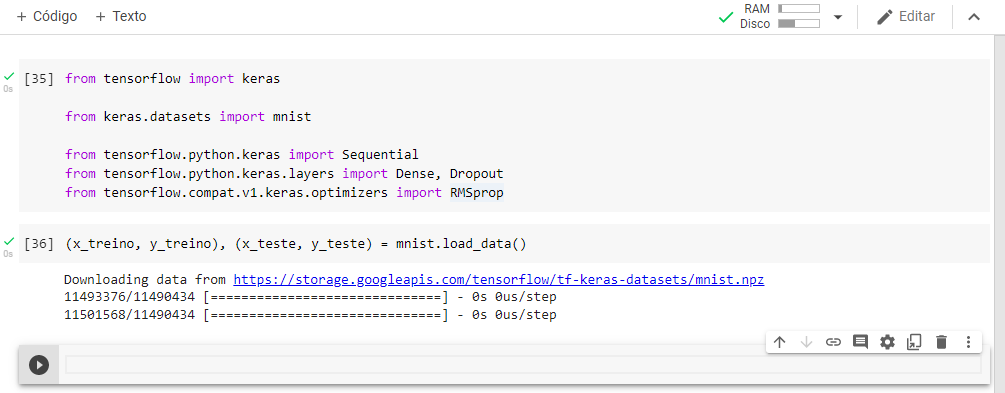 + Código + Texto
RAM
Disco
Editar
[35] from tensorflow import keras
from keras.datasets import mnist
from tensorflow.python.keras import Sequential
from tensorflow.python.keras.layers import Dense, Dropout
from tensorflow.compat.v1.keras.optimizers import RMSprop
0s
[36] (x_treino, y_treino), (x_teste, y_teste) = mnist.load_data()
0s
Downloading data from https://storage.googleapis.com/tensorflow/tf-keras-datasets/mnist.npz
11493376/11490434 [==============================] - 0s 0us/step
11501568/11490434 [==============================] - 0s 0us/step